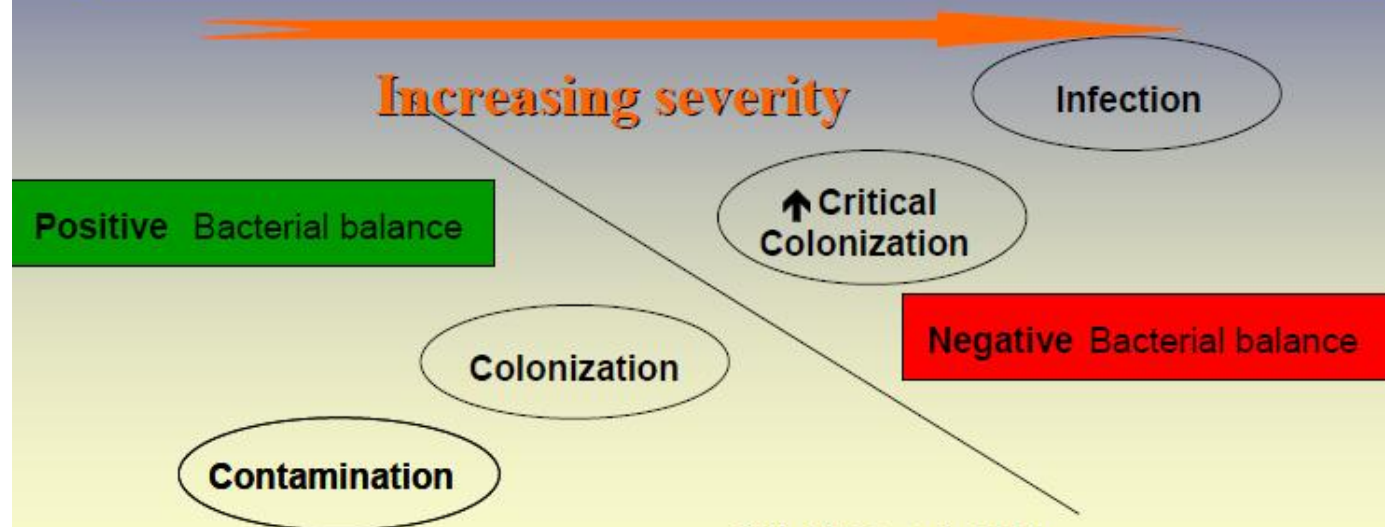 Increasing severity
Infection
↑ Critical
Colonization
Positive Bacterial balance
Negative Bacterial balance
Colonization
Contamination